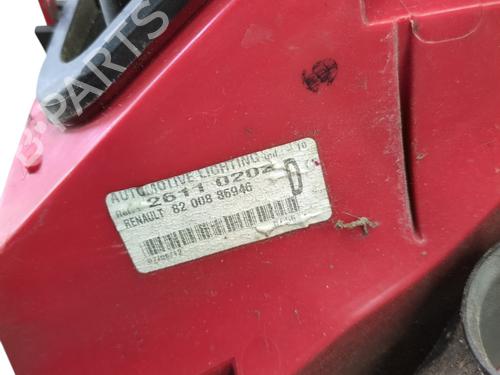 B-PARTS
AUTOMOTIVE LIGHTING
2611 0202 D
RENAULT 82 008 86946